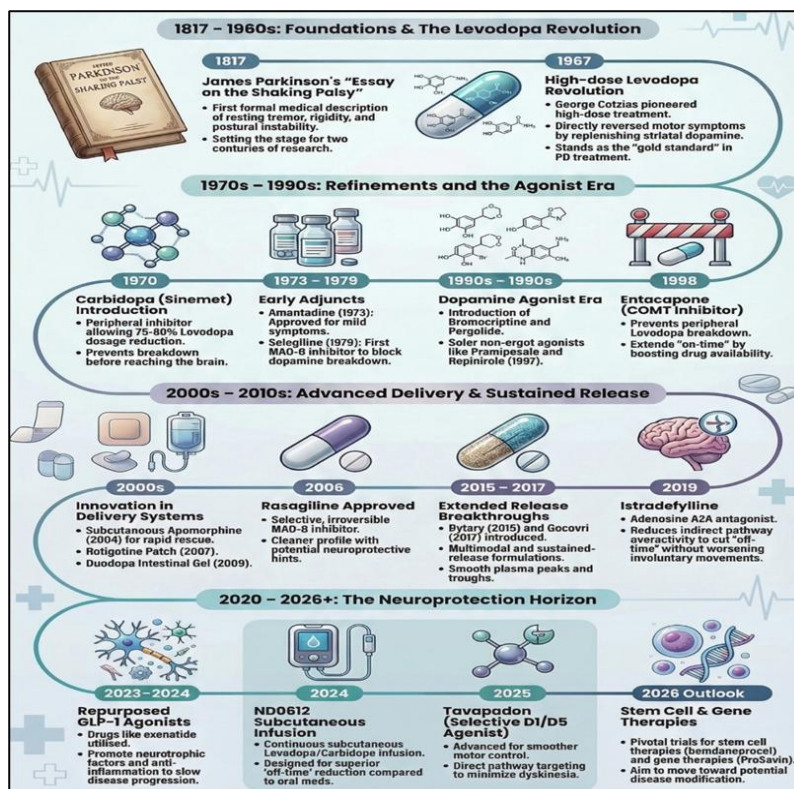 1817 – 1960s: Foundations & The Levodopa Revolution
PARKINSON
SHAKING PALSY
1817
James Parkinson's "Essay
on the Shaking Palsy"
• First formal medical description
of resting tremor, rigidity, and
postural instability.
• Setting the stage for two
conturies of research.
1967
High-dose Levodopa
Revolution
• George Cotzias pioneered
high-dose treatment.
• Directly reversed motor symptoms
by replenishing strlatal dopamine.
• Stands as the "gold standard" in
PD treatment.
1970s – 1990s: Refinements and the Agonist Era
1970
Carbidopa (Sinemet)
Introduction
• Peripheral inhibitor
allowing 75-80% Lovodopa
dosage reduction.
• Prevents breakdown
before reaching the brain.
1973 – 1979
Early Adjuncts
• Amantadine (1973):
Approved for mild
symptoms.
• Selegllne (1979): First
MAO-8 inhibitor to block
dopamine breakdown.
1990s – 1990s
Dopamine Agonist Era
• Introduction of
Bromocriptine and
Pergolide.
• Soler non-ergot agonists
like Pramipesale and
Repinirole (1997).
1998
Entacapone
(COMT Inhibitor)
• Prevents peripheral
Lovodopa breakdown.
• Extende "on-time" by
boosting drug availability.
2000s – 2010s: Advanced Delivery & Sustained Release
2000s
Innovation in
Delivery Systems
• Subcutanous Apomorphine
(2004) for rapid rescue.
• Rotigotine Patch (2007).
• Duodopa Intestinal Gel (2009).
2006
Rasagiline Approved
• Selective, irroversible
MAO-8 inhibitor.
• Cleaner profile with
potential neuroprotective
hints.
2015 – 2017
Extended Release
Breakthroughs
• Pytary (2015) and Gocovri
(2017) introduced.
• Multimodal and sustained-
release formulations.
• Smooth plasma peaks and
troughs.
2019
Istradefylline
• Adenosine A2A antagonist.
• Reduces indirect pathway
averactivity to cut "off-
time" without worsening
involuntary movements.
2020 – 2026+: The Neuroprotection Horizon
2023–2024
Repurposed
GLP-1 Agonists
• Drugs like exenatide
utilised.
• Promote neurotrophic
factors and anti-
inflammation to slow
disease progression.
2024
ND0612
Subcutaneous
Infusion
• Continuous subcutaneous
Levadopa/Carbidope infusion.
• Designed for superior
'off-time' reduction compared
to oral meds.
2025
Tavapadon
(Selective D1/D5
Agenist)
• Advanced for smoother
motor control.
• Direct pathway targeting
to minimize dyskinesia.
2026 Outlook
Stem Cell & Gene
Therapies
• Pivotal trials for stem cell
therapies (bemdaneprocel)
and gene therapies (ProSavin).
• Aim to move toward potential
disease modification.